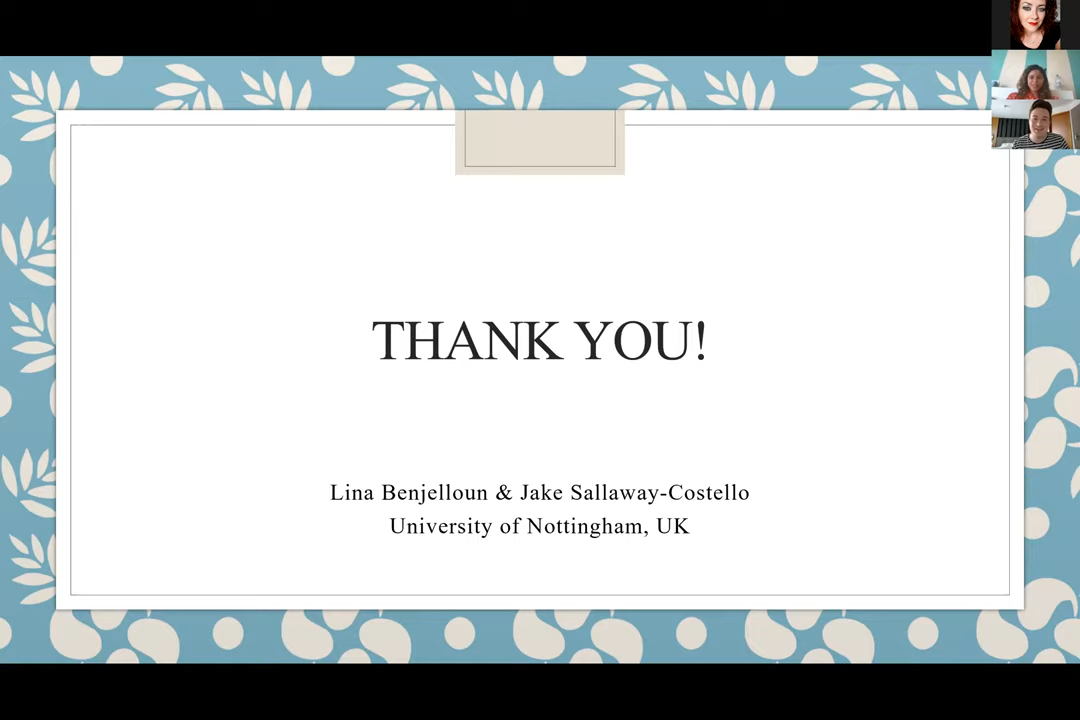 THANK YOU!
Lina Benjelloun & Jake Sallaway-Costello
University of Nottingham, UK